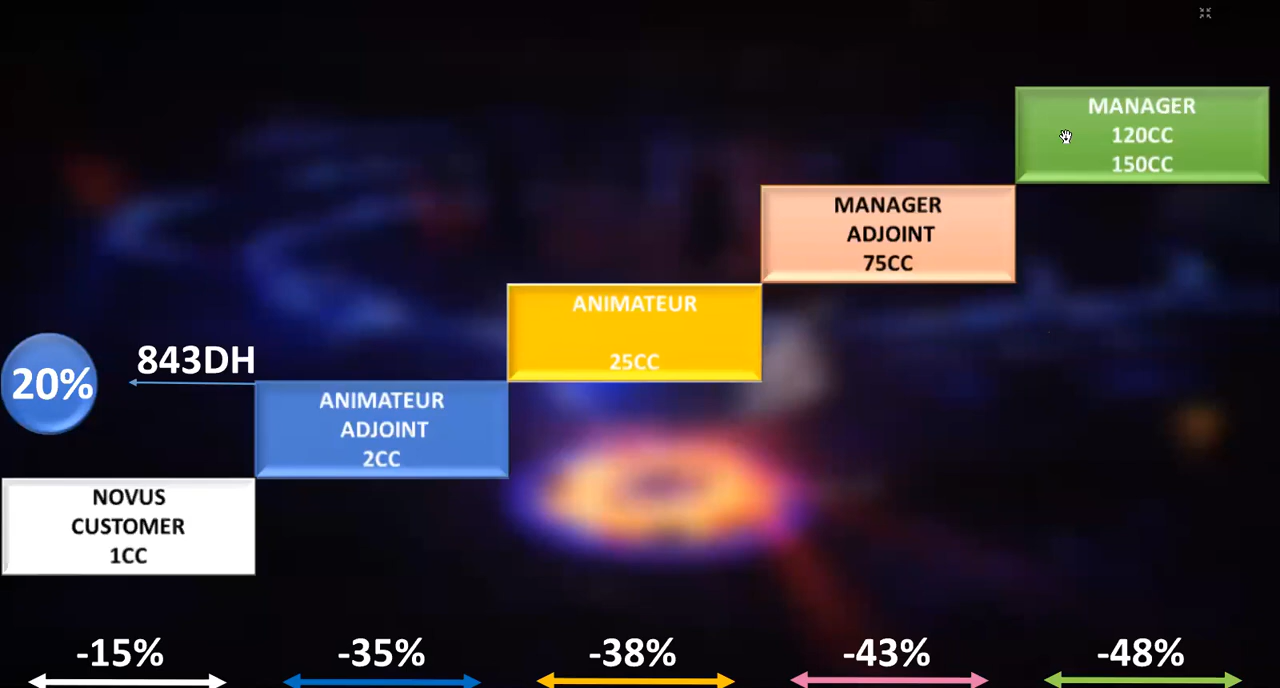 MANAGER
120CC
150CC
MANAGER
ADJOINT
75CC
ANIMATEUR
25CC
843DH
20%
ANIMATEUR
ADJOINT
2CC
NOVUS
CUSTOMER
1CC
-15%
-35%
-38%
-43%
-48%